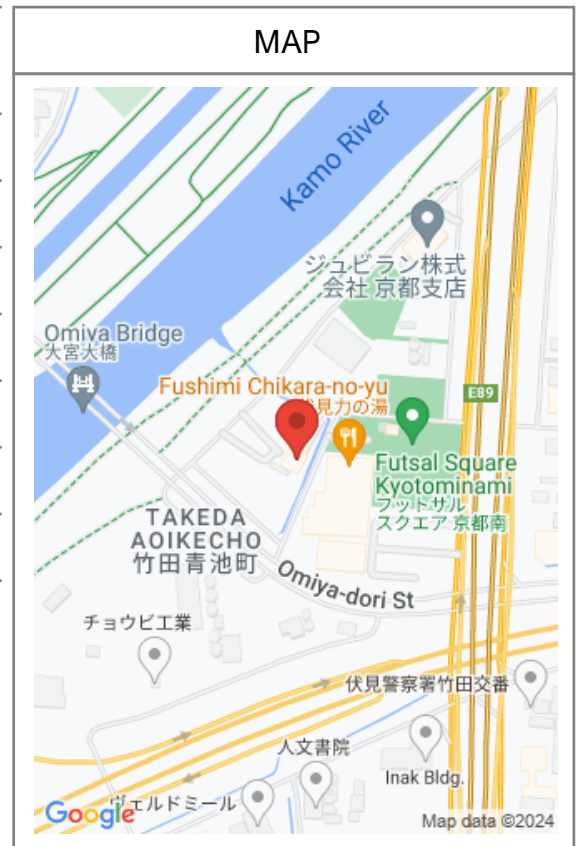 MAP
Kamo River
ジュビラン株式
会社 京都支店
Omiya Bridge
大宮大橋
Fushimi Chikara-no-yu
伏見力の湯
E89
Futsal Square
Kyotominami
フットサル
スクエア 京都南
TAKEDA
AOIKECHO
竹田青池町
Omiya-dori St
チョウビ工業
伏見警察署竹田交番
人文書院
Inak Bldg.
ヴェルドミール
Google
Map data ©2024